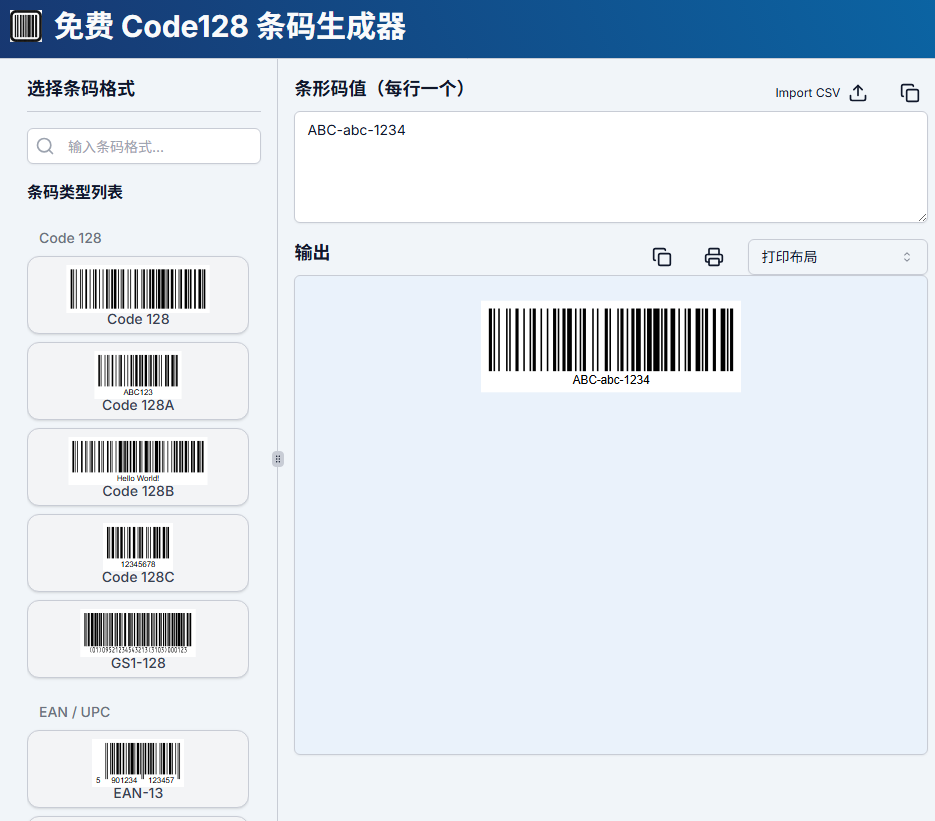 免费 Code128 条码生成器
选择条码格式
输入条码格式...
条码类型列表
Code 128
Code 128
ABC123
Code 128A
Hello World!
Code 128B
12345678
Code 128C
(01)09521234543213(3103)000123
GS1-128
EAN / UPC
5 901234 123457
EAN-13
条形码值（每行一个）
Import CSV
ABC-abc-1234
输出
打印布局
ABC-abc-1234